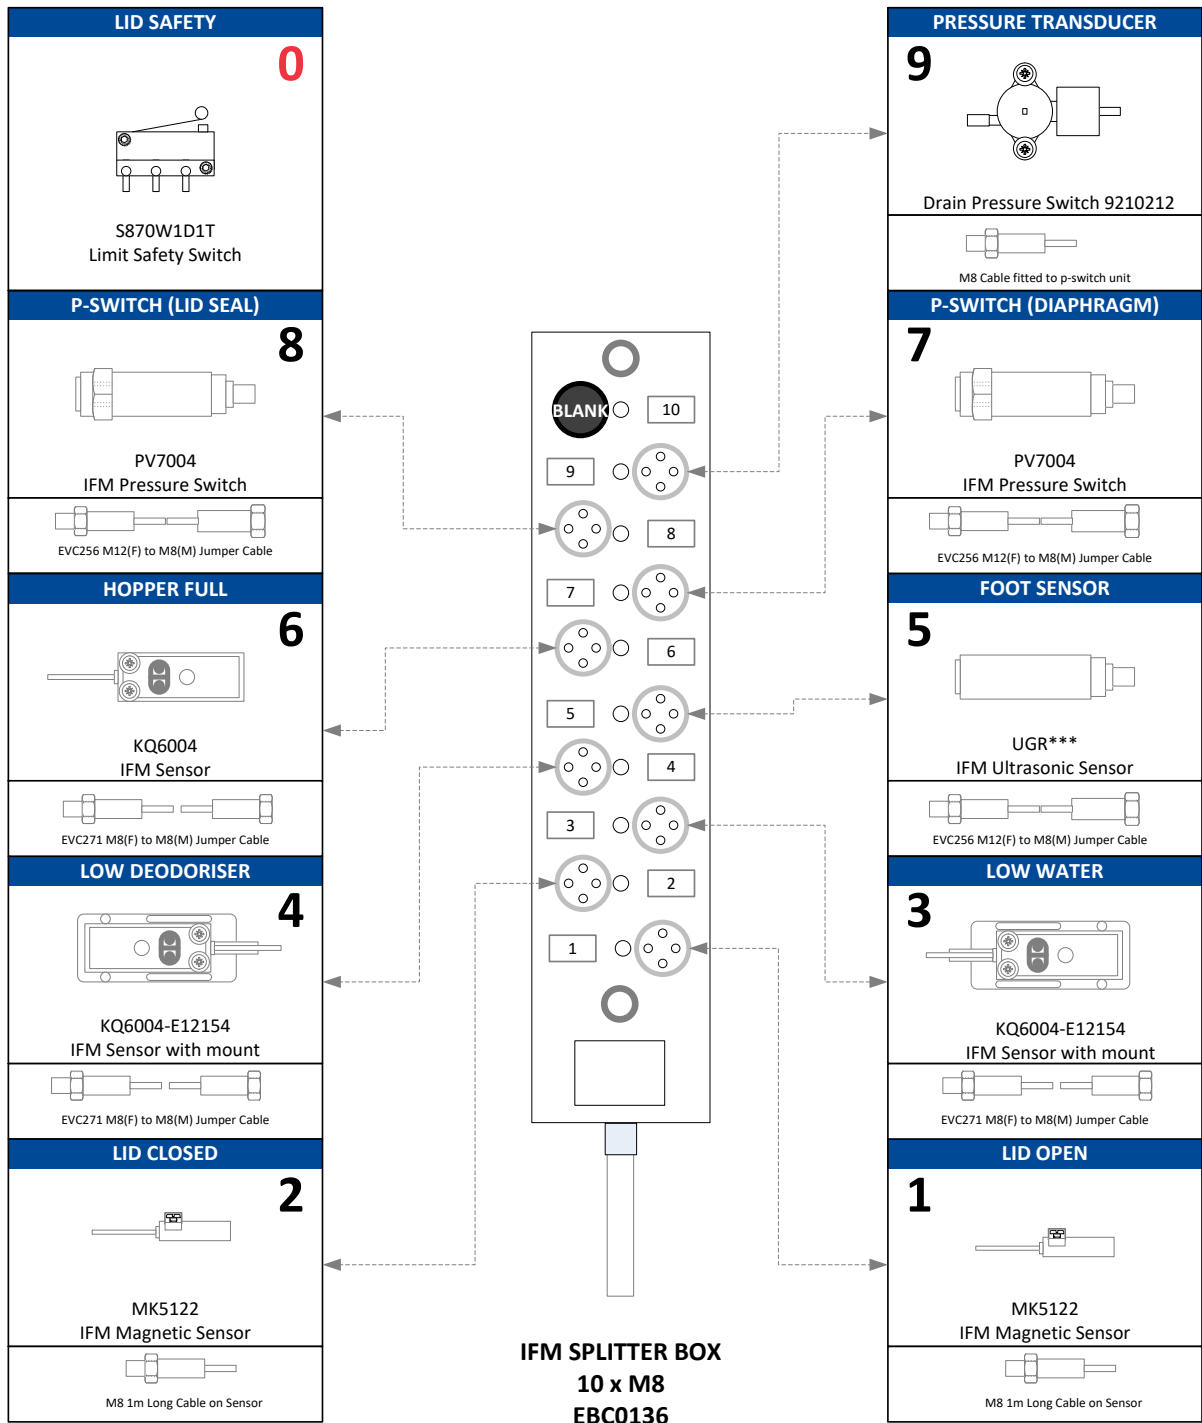 LID SAFETY
0
S870W1D1T
Limit Safety Switch
P-SWITCH (LID SEAL)
8
PV7004
IFM Pressure Switch
EVC256 M12(F) to M8(M) Jumper Cable
HOPPER FULL
6
KQ6004
IFM Sensor
EVC271 M8(F) to M8(M) Jumper Cable
LOW DEODORISER
4
KQ6004-E12154
IFM Sensor with mount
EVC271 M8(F) to M8(M) Jumper Cable
LID CLOSED
2
MK5122
IFM Magnetic Sensor
M8 1m Long Cable on Sensor
BLANK
10
9
8
7
6
5
4
3
2
1
IFM SPLITTER BOX
10 x M8
EBC0136
PRESSURE TRANSDUCER
9
Drain Pressure Switch 9210212
M8 Cable fitted to p-switch unit
P-SWITCH (DIAPHRAGM)
7
PV7004
IFM Pressure Switch
EVC256 M12(F) to M8(M) Jumper Cable
FOOT SENSOR
5
UGR***
IFM Ultrasonic Sensor
EVC256 M12(F) to M8(M) Jumper Cable
LOW WATER
3
KQ6004-E12154
IFM Sensor with mount
EVC271 M8(F) to M8(M) Jumper Cable
LID OPEN
1
MK5122
IFM Magnetic Sensor
M8 1m Long Cable on Sensor